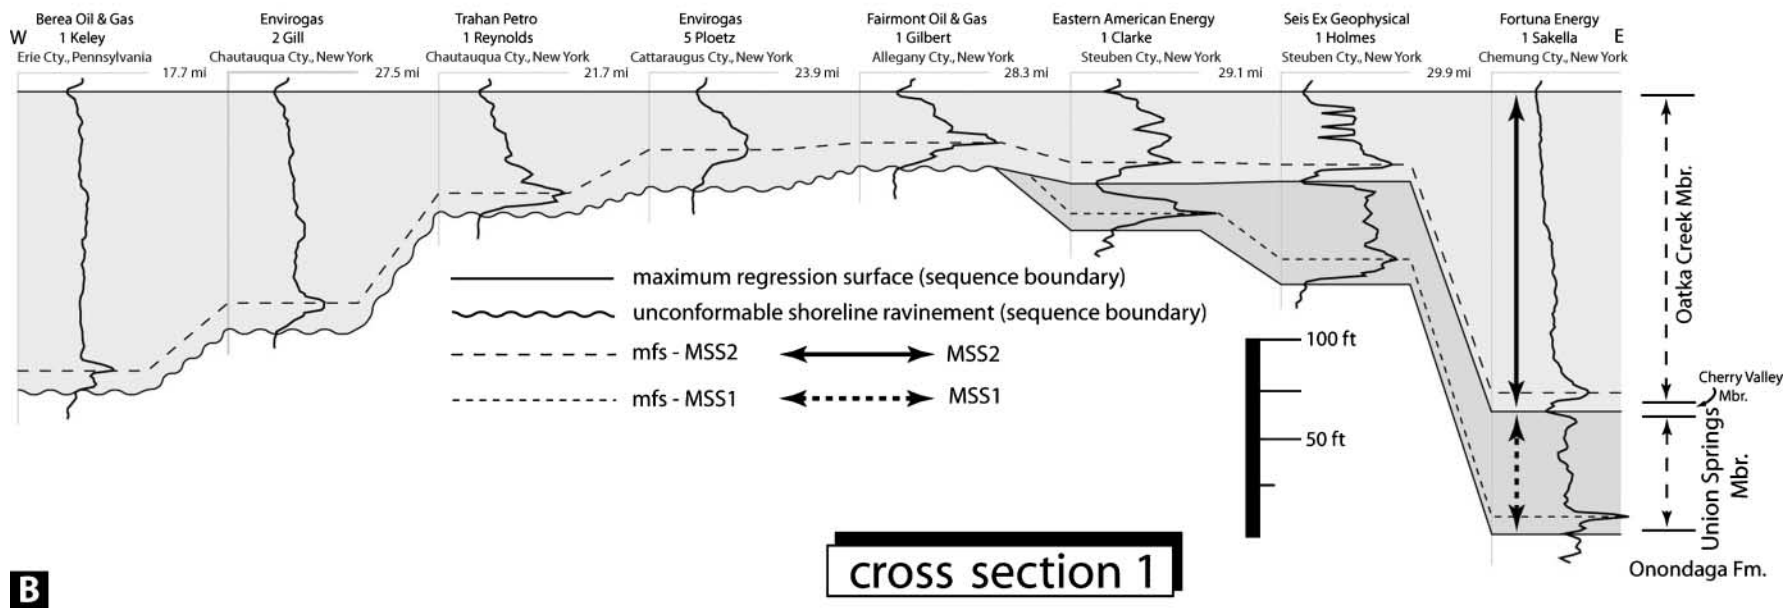 Berea Oil & Gas
1 Keley
Erie Cty., Pennsylvania
Envirogas
2 Gill
Chautauqua Cty., New York
Trahan Petro
1 Reynolds
Chautauqua Cty., New York
Envirogas
5 Ploetz
Cattaraugus Cty., New York
Fairmont Oil & Gas
1 Gilbert
Allegany Cty., New York
Eastern American Energy
1 Clarke
Steuben Cty., New York
Seis Ex Geophysical
1 Holmes
Steuben Cty., New York
Fortuna Energy
1 Sakella
Chemung Cty., New York
W
E
17.7 mi
27.5 mi
21.7 mi
23.9 mi
28.3 mi
29.1 mi
29.9 mi
maximum regression surface (sequence boundary)
unconformable shoreline ravinement (sequence boundary)
mfs - MSS2
MSS2
mfs - MSS1
MSS1
100 ft
50 ft
Oatka Creek Mbr.
Cherry Valley
Mbr.
Union Springs
Mbr.
Onondaga Fm.
cross section 1
B